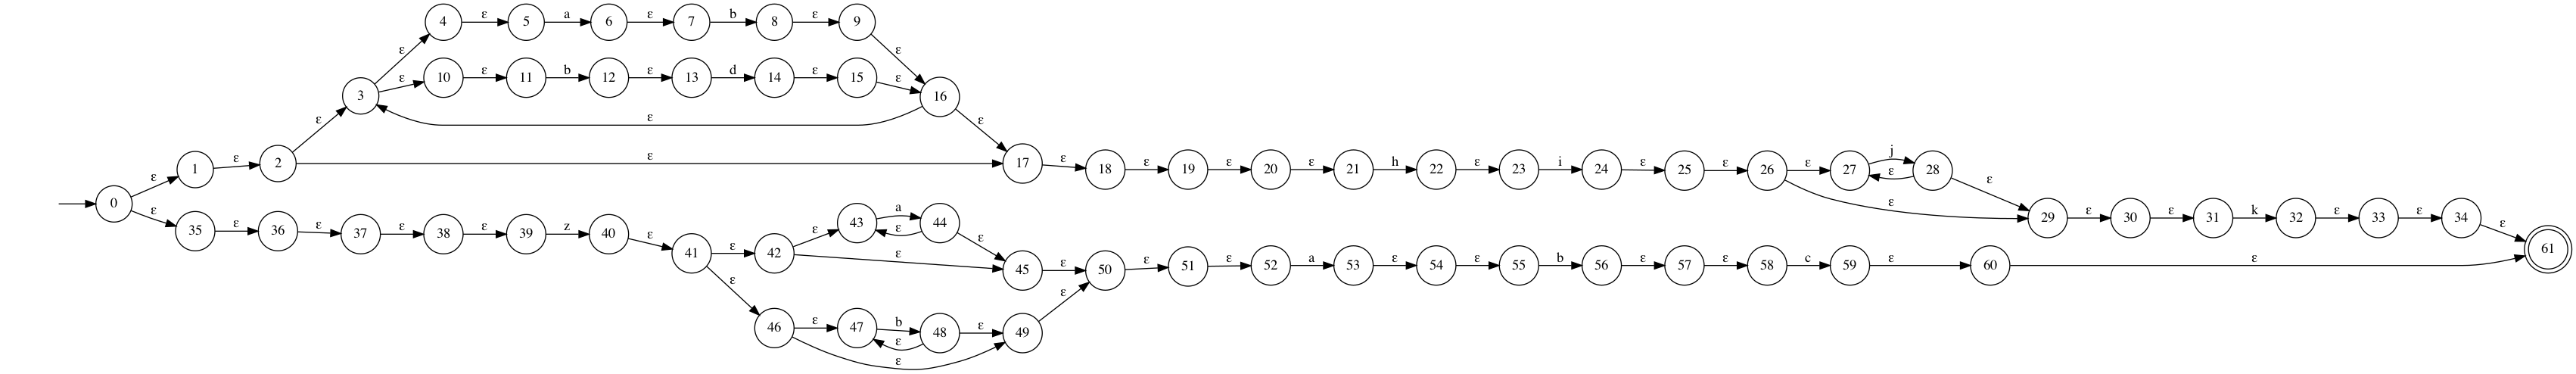 4 ε 5 a 6 ε 7 b 8 ε 9
ε ε
10 ε 11 b 12 ε 13 d 14 ε 15
ε ε
3 16
ε
ε ε
0 ε 1 ε 2 ε 17 ε 18 ε 19 ε 20 ε 21 h 22 ε 23 i 24 ε 25 ε 26 ε 27 j 28
ε ε
ε 29 ε 30 ε 31 k 32 ε 33 ε 34 ε 61
ε 35 ε 36 ε 37 ε 38 ε 39 z 40 ε 41 ε 42 ε 43 a 44
ε ε
ε 45 ε 50 ε 51 ε 52 a 53 ε 54 ε 55 b 56 ε 57 ε 58 c 59 ε 60 ε
ε 46 ε 47 b 48 ε 49 ε
ε
ε